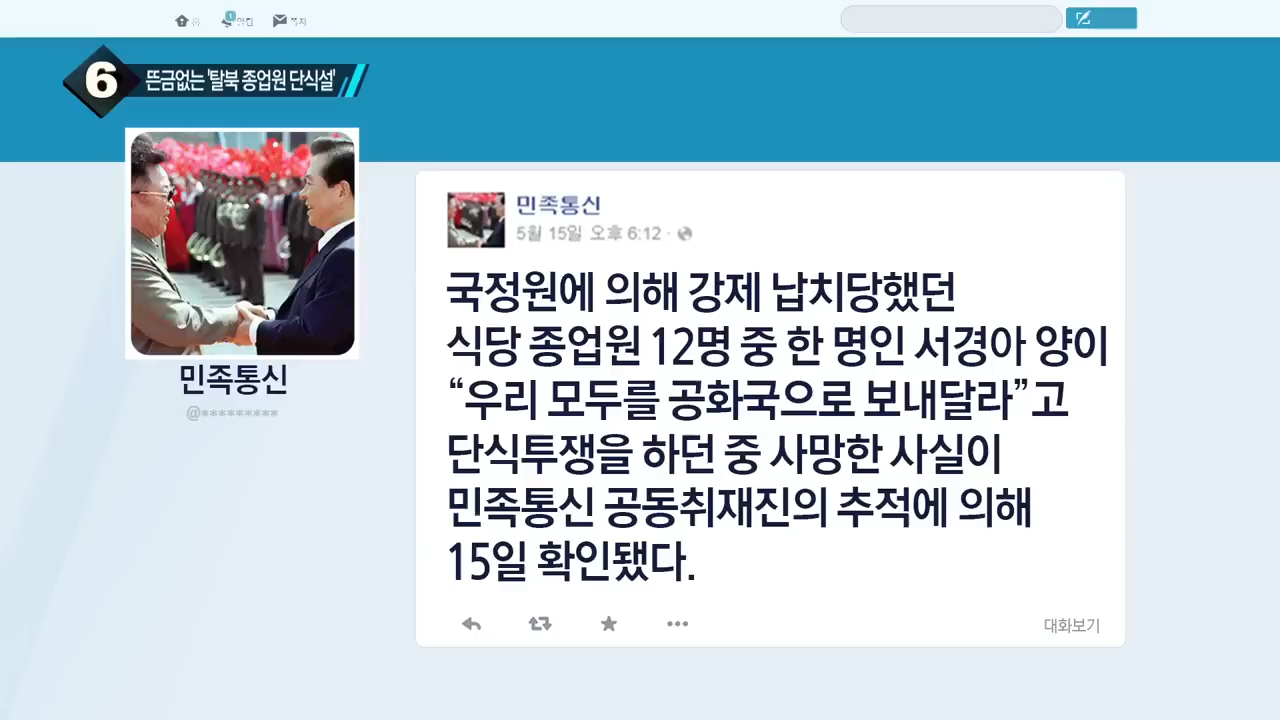 홈
알림
쪽지
6
뜬금없는 '탈북 종업원 단식설'
민족통신
@*********
민족통신
5월 15일 오후 6:12 ·
국정원에 의해 강제 납치당했던
식당 종업원 12명 중 한 명인 서경아 양이
“우리 모두를 공화국으로 보내달라”고
단식투쟁을 하던 중 사망한 사실이
민족통신 공동취재진의 추적에 의해
15일 확인됐다.
대화보기